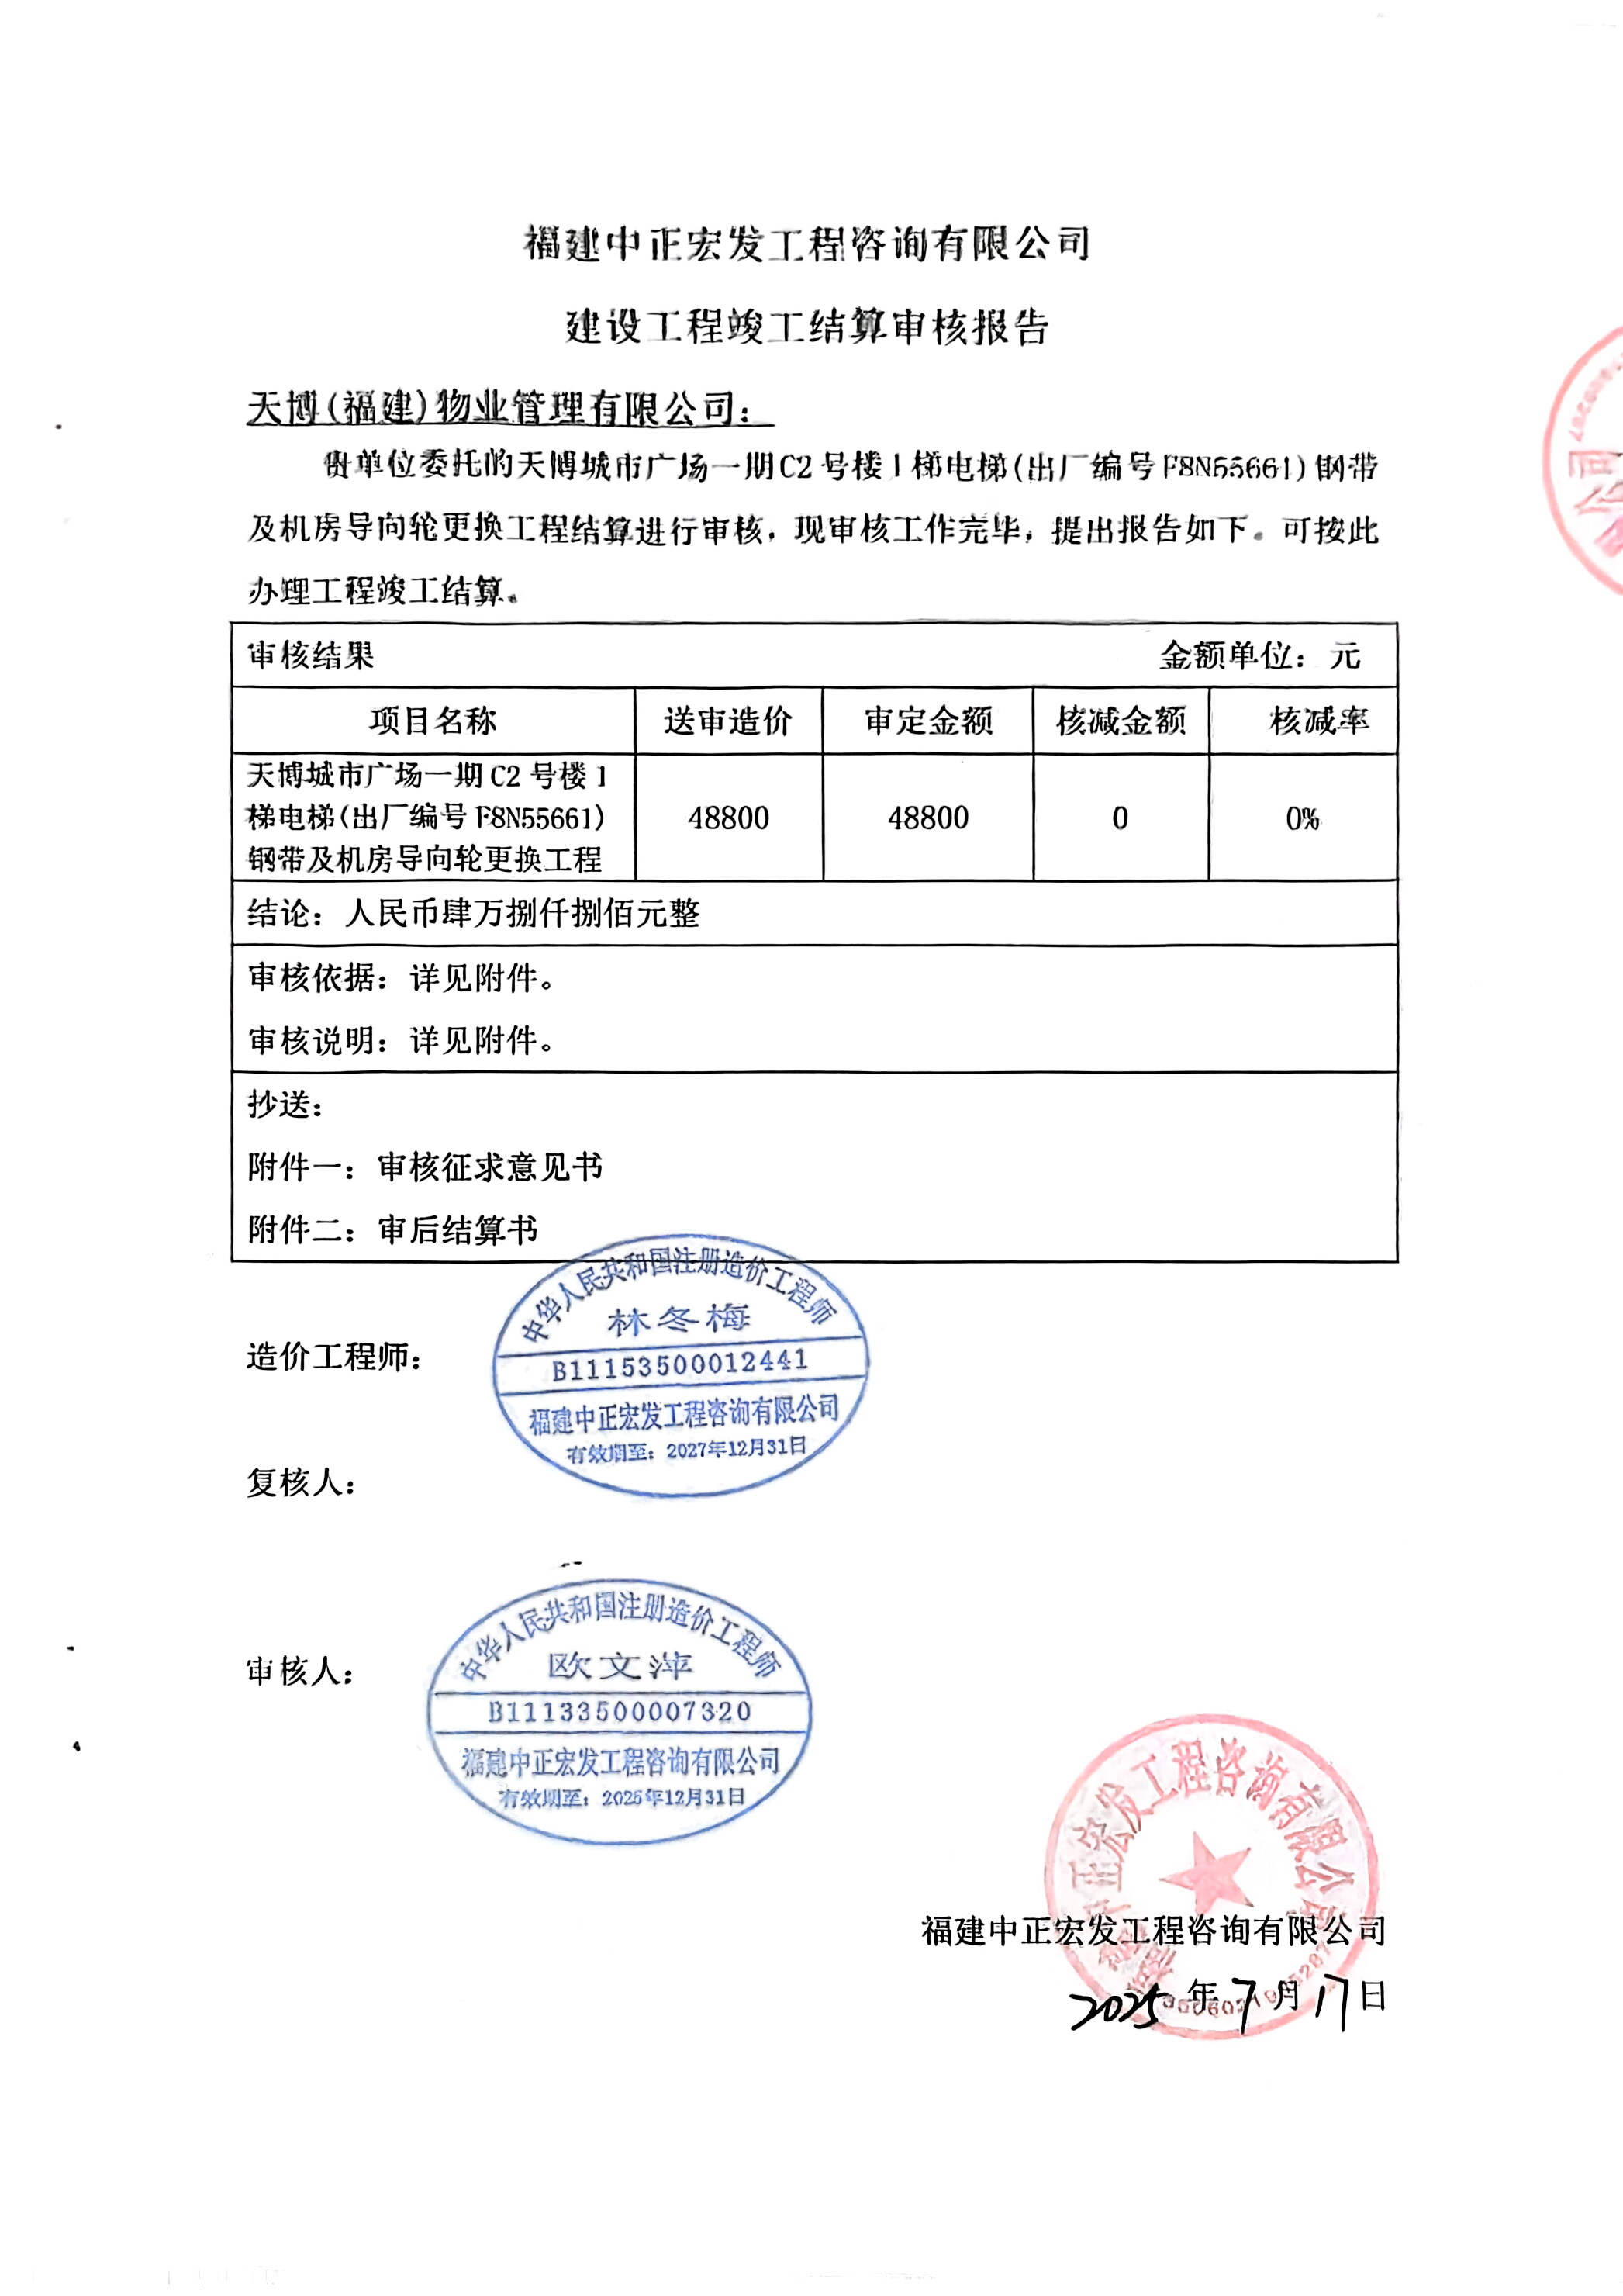 福建中正宏发工程咨询有限公司
建设工程竣工结算审核报告
天博(福建)物业管理有限公司：
贵单位委托的天博城市广场一期C2号楼1梯电梯(出厂编号F8N55661)钢带
及机房导向轮更换工程结算进行审核，现审核工作完毕，提出报告如下。可按此
办理工程竣工结算。
审核结果 金额单位：元
项目名称 送审造价 审定金额 核减金额 核减率
天博城市广场一期C2号楼1
梯电梯(出厂编号F8N55661)
钢带及机房导向轮更换工程
48800 48800 0 0%
结论：人民币肆万捌仟捌佰元整
审核依据：详见附件。
审核说明：详见附件。
抄送：
附件一：审核征求意见书
附件二：审后结算书
中华人民共和国注册造价工程师
林冬梅
造价工程师：
B11153500012441
福建中正宏发工程咨询有限公司
有效期至：2027年12月31日
复核人：
中华人民共和国注册造价工程师
欧文萍
审核人：
B11133500007320
福建中正宏发工程咨询有限公司
有效期至：2025年12月31日
福建中正宏发工程咨询有限公司
福建中正宏发工程咨询有限公司
2025年7月17日